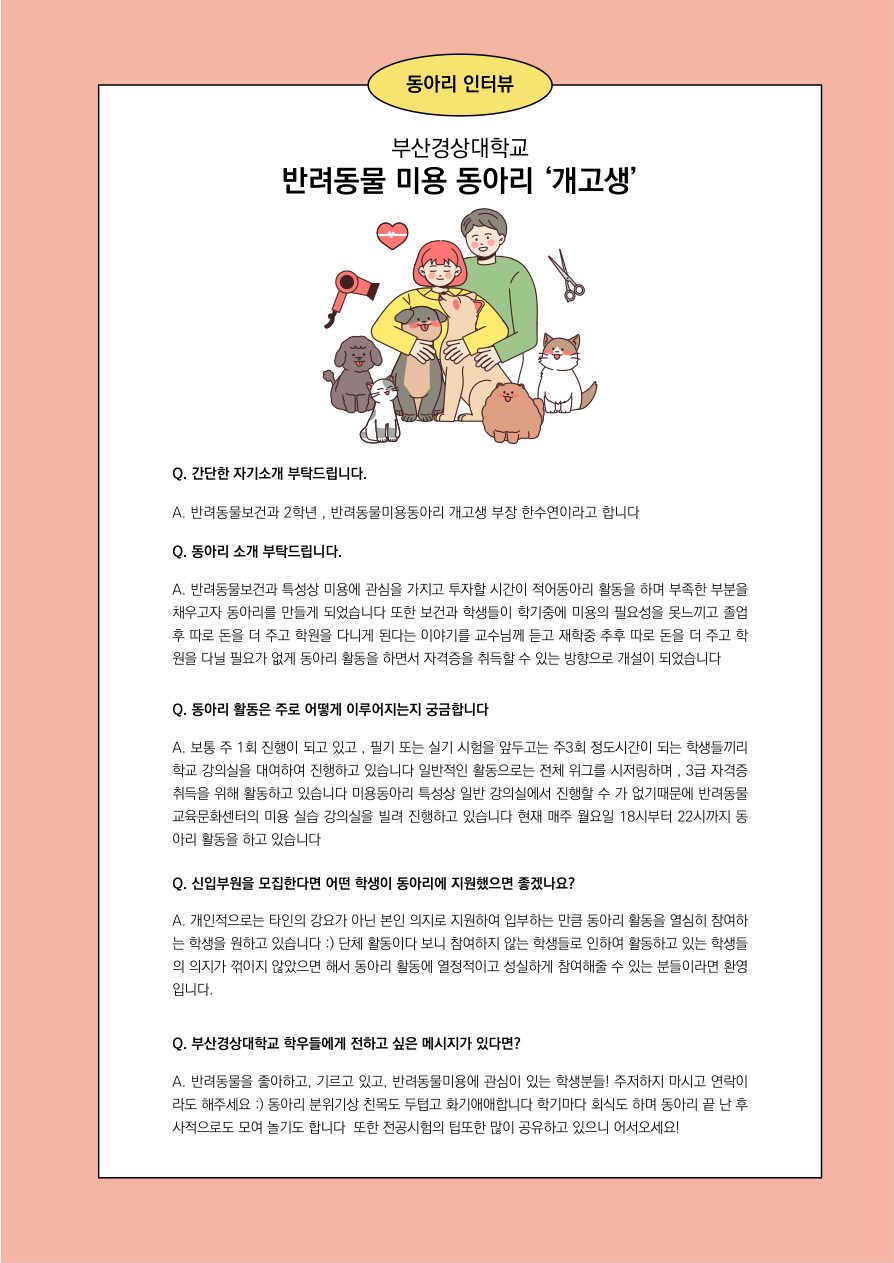 동아리 인터뷰
부산경상대학교
반려동물 미용 동아리 ‘개고생’
Q. 간단한 자기소개 부탁드립니다.
A. 반려동물보건과 2학년 , 반려동물미용동아리 개고생 부장 한수연이라고 합니다
Q. 동아리 소개 부탁드립니다.
A. 반려동물보건과 특성상 미용에 관심을 가지고 투자할 시간이 적어동아리 활동을 하며 부족한 부분을
채우고자 동아리를 만들게 되었습니다 또한 보건과 학생들이 학기중에 미용의 필요성을 못느끼고 졸업
후 따로 돈을 더 주고 학원을 다니게 된다는 이야기를 교수님께 듣고 재학중 추후 따로 돈을 더 주고 학
원을 다닐 필요가 없게 동아리 활동을 하면서 자격증을 취득할 수 있는 방향으로 개설이 되었습니다
Q. 동아리 활동은 주로 어떻게 이루어지는지 궁금합니다
A. 보통 주 1회 진행이 되고 있고 , 필기 또는 실기 시험을 앞두고는 주3회 정도시간이 되는 학생들끼리
학교 강의실을 대여하여 진행하고 있습니다 일반적인 활동으로는 전체 위그를 시저링하며 , 3급 자격증
취득을 위해 활동하고 있습니다 미용동아리 특성상 일반 강의실에서 진행할 수 가 없기때문에 반려동물
교육문화센터의 미용 실습 강의실을 빌려 진행하고 있습니다 현재 매주 월요일 18시부터 22시까지 동
아리 활동을 하고 있습니다
Q. 신입부원을 모집한다면 어떤 학생이 동아리에 지원했으면 좋겠나요?
A. 개인적으로는 타인의 강요가 아닌 본인 의지로 지원하여 입부하는 만큼 동아리 활동을 열심히 참여하
는 학생을 원하고 있습니다 :) 단체 활동이다 보니 참여하지 않는 학생들로 인하여 활동하고 있는 학생들
의 의지가 꺾이지 않았으면 해서 동아리 활동에 열정적이고 성실하게 참여해줄 수 있는 분들이라면 환영
입니다.
Q. 부산경상대학교 학우들에게 전하고 싶은 메시지가 있다면?
A. 반려동물을 좋아하고, 기르고 있고, 반려동물미용에 관심이 있는 학생분들! 주저하지 마시고 연락이
라도 해주세요 :) 동아리 분위기상 친목도 두텁고 화기애애합니다 학기마다 회식도 하며 동아리 끝 난 후
사적으로도 모여 놀기도 합니다  또한 전공시험의 팁또한 많이 공유하고 있으니 어서오세요!